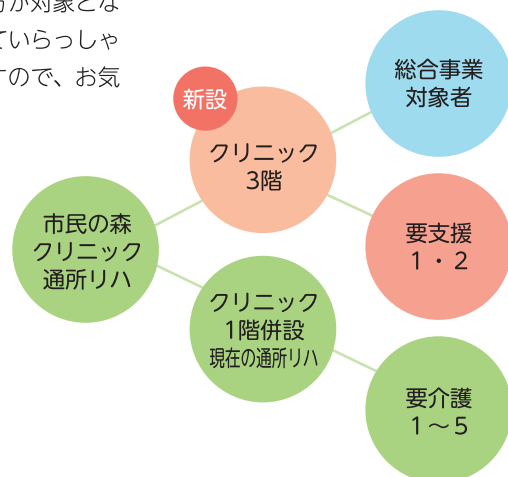 方が対象とな
ていらっしゃ
すので、お気
新設
クリニック
3階
総合事業
対象者
市民の森
クリニック
通所リハ
要支援
1・2
クリニック
1階併設
現在の通所リハ
要介護
1〜5